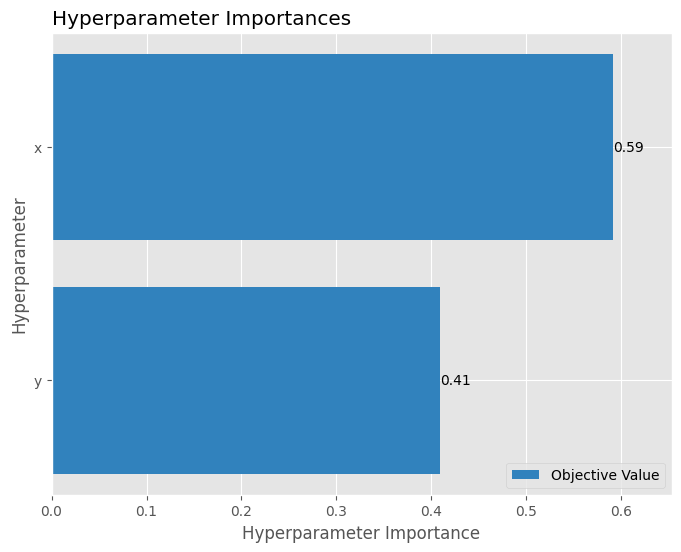 Hyperparameter Importances
Hyperparameter
x
0.59
y
0.41
Objective Value
0.0 0.1 0.2 0.3 0.4 0.5 0.6
Hyperparameter Importance